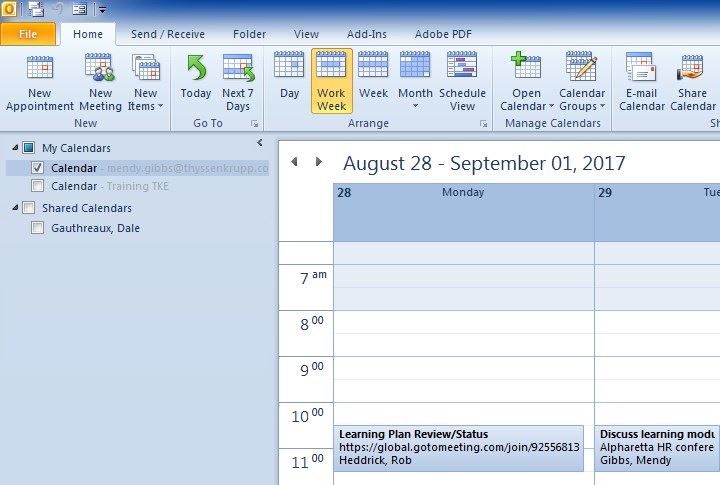 File Home Send / Receive Folder View Add-Ins Adobe PDF
New Appointment
New Meeting
New Items
New
Today
Next 7 Days
Go To
Day
Work Week
Week
Month
Schedule View
Arrange
Open Calendar
Calendar Groups
Manage Calendars
E-mail Calendar
Share Calendar
Sh
My Calendars
Calendar - mendy.gibbs@thyssenkrupp.co
Calendar - Training TKE
Shared Calendars
Gauthreaux, Dale
August 28 - September 01, 2017
28 Monday
29 Tue
7 am
8 00
9 00
10 00
11 00
Learning Plan Review/Status
https://global.gotomeeting.com/join/92556813
Heddrick, Rob
Discuss learning modu
Alpharetta HR confere
Gibbs, Mendy